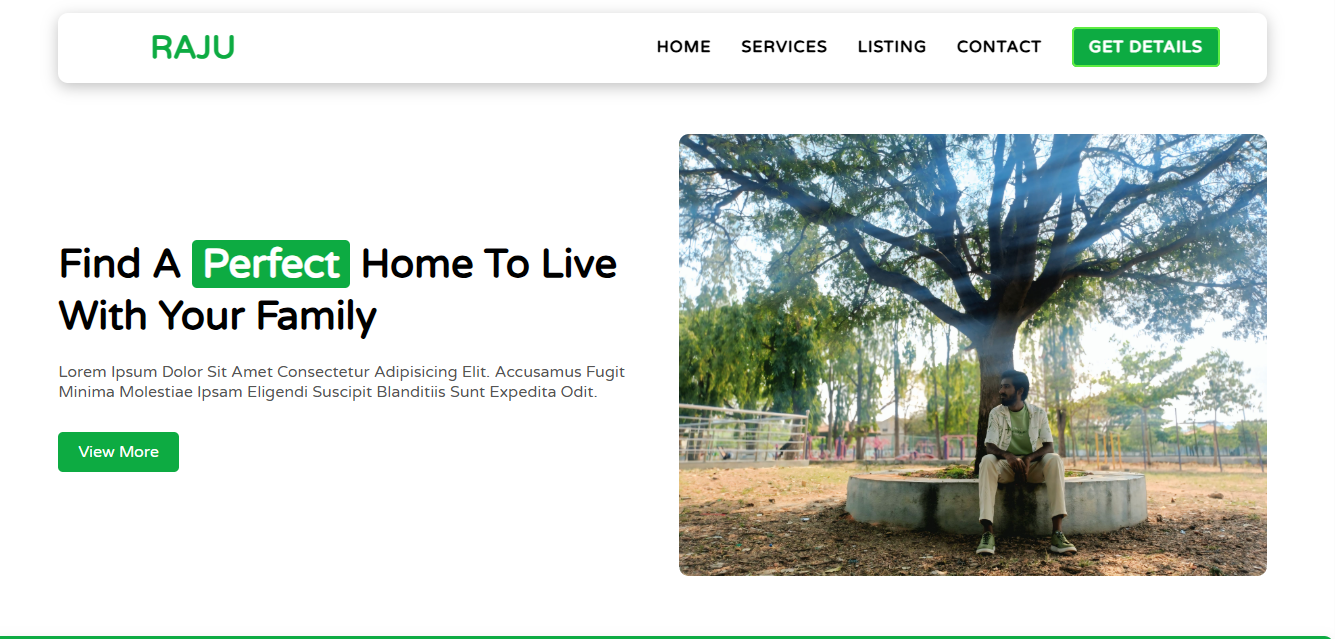 RAJU
HOME SERVICES LISTING CONTACT GET DETAILS
Find A Perfect Home To Live
With Your Family
Lorem Ipsum Dolor Sit Amet Consectetur Adipisicing Elit. Accusamus Fugit
Minima Molestiae Ipsam Eligendi Suscipit Blanditiis Sunt Expedita Odit.
View More